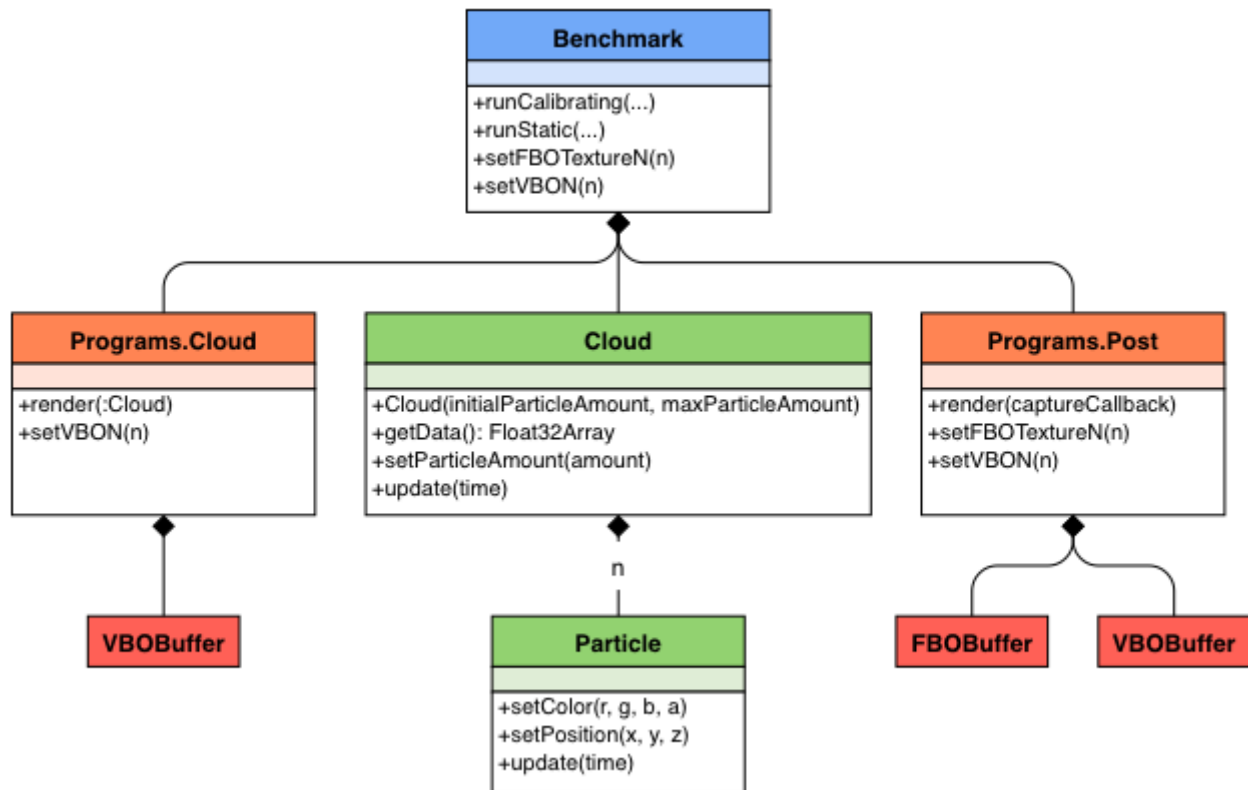 Benchmark
+runCalibrating(...)
+runStatic(...)
+setFBOTextureN(n)
+setVBON(n)
Programs.Cloud
+render(:Cloud)
+setVBON(n)
Cloud
+Cloud(initialParticleAmount, maxParticleAmount)
+getData(): Float32Array
+setParticleAmount(amount)
+update(time)
Programs.Post
+render(captureCallback)
+setFBOTextureN(n)
+setVBON(n)
n
VBOBuffer
Particle
+setColor(r, g, b, a)
+setPosition(x, y, z)
+update(time)
FBOBuffer
VBOBuffer